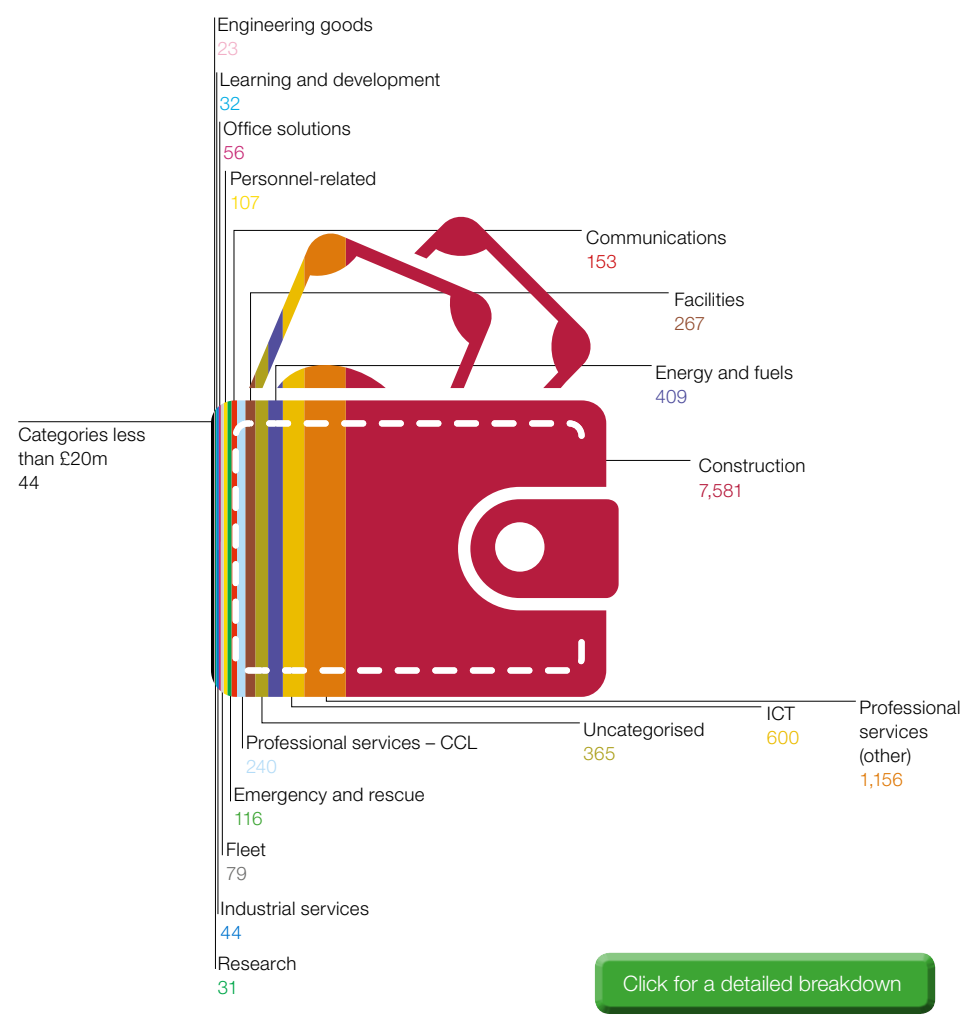 Engineering goods
23
Learning and development
32
Office solutions
56
Personnel-related
107
Communications
153
Facilities
267
Energy and fuels
409
Categories less
than £20m
44
Construction
7,581
Professional
services
(other)
1,156
ICT
600
Uncategorised
365
Professional services – CCL
240
Emergency and rescue
116
Fleet
79
Industrial services
44
Research
31
Click for a detailed breakdown